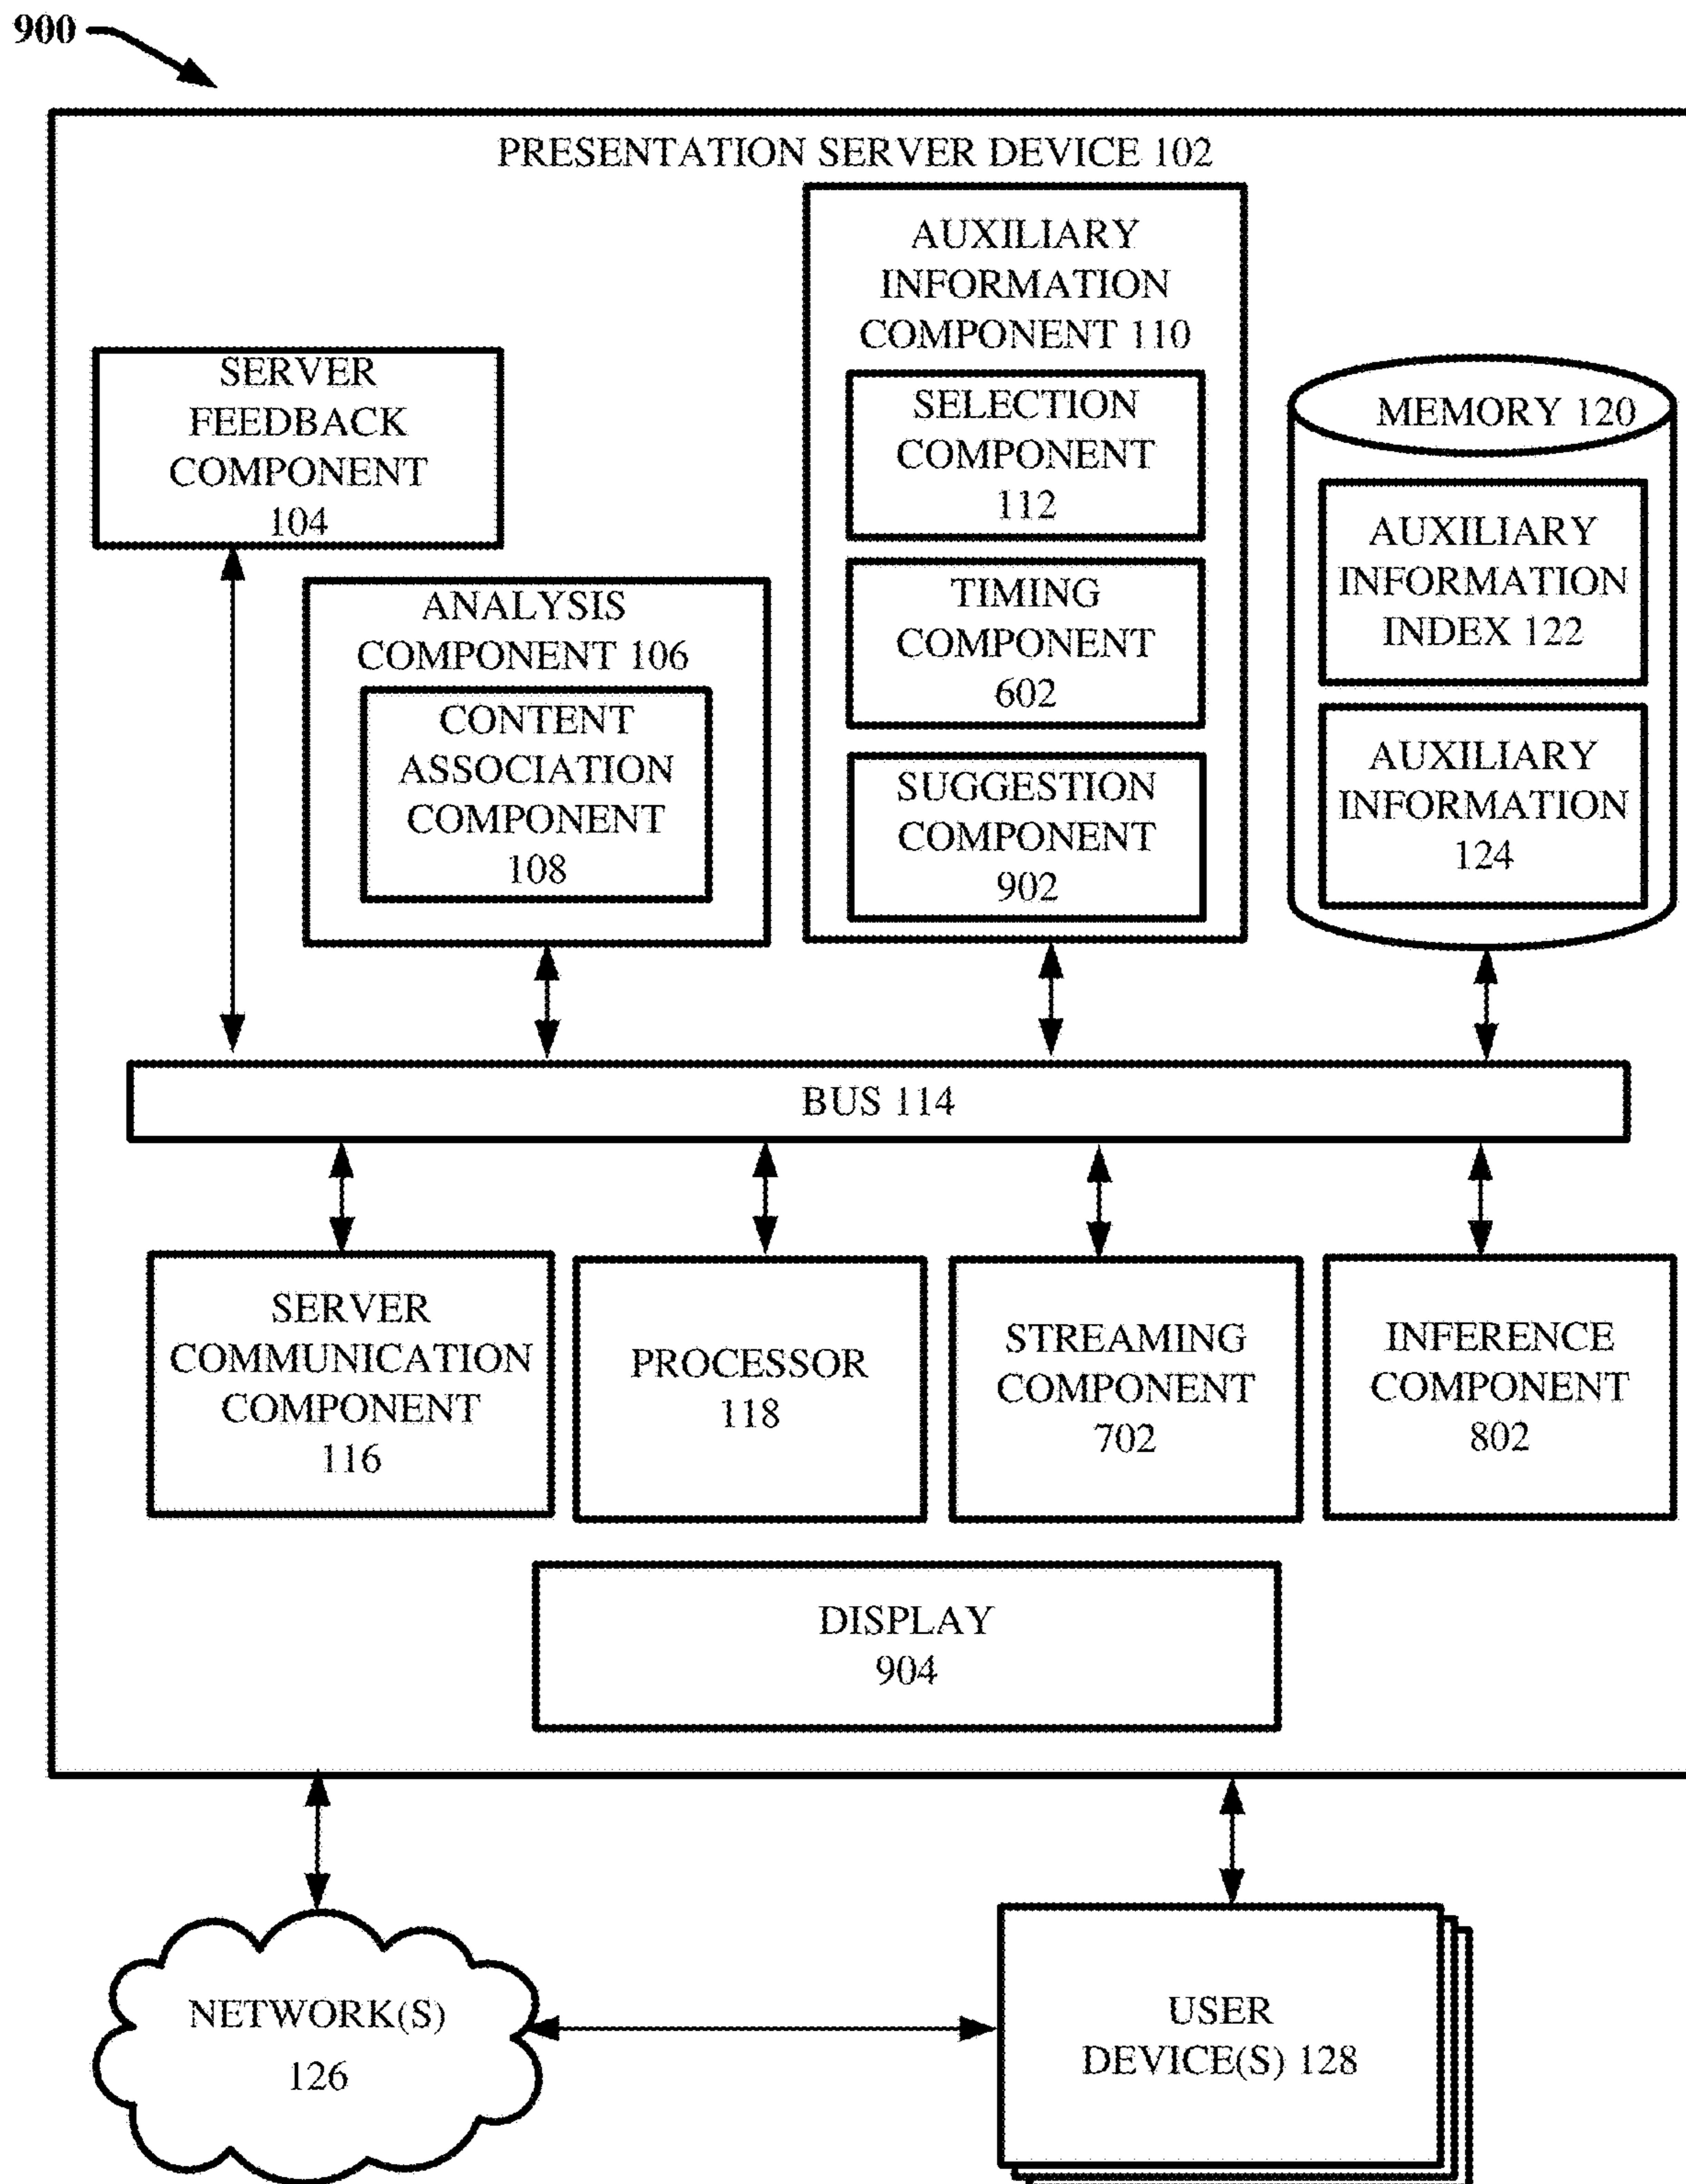 900
PRESENTATION SERVER DEVICE 102
SERVER
FEEDBACK
COMPONENT
104
ANALYSIS
COMPONENT 106
CONTENT
ASSOCIATION
COMPONENT
108
AUXILIARY
INFORMATION
COMPONENT 110
SELECTION
COMPONENT
112
TIMING
COMPONENT
602
SUGGESTION
COMPONENT
902
MEMORY 120
AUXILIARY
INFORMATION
INDEX 122
AUXILIARY
INFORMATION
124
BUS 114
SERVER
COMMUNICATION
COMPONENT
116
PROCESSOR
118
STREAMING
COMPONENT
702
INFERENCE
COMPONENT
802
DISPLAY
904
NETWORK(S)
126
USER
DEVICE(S) 128